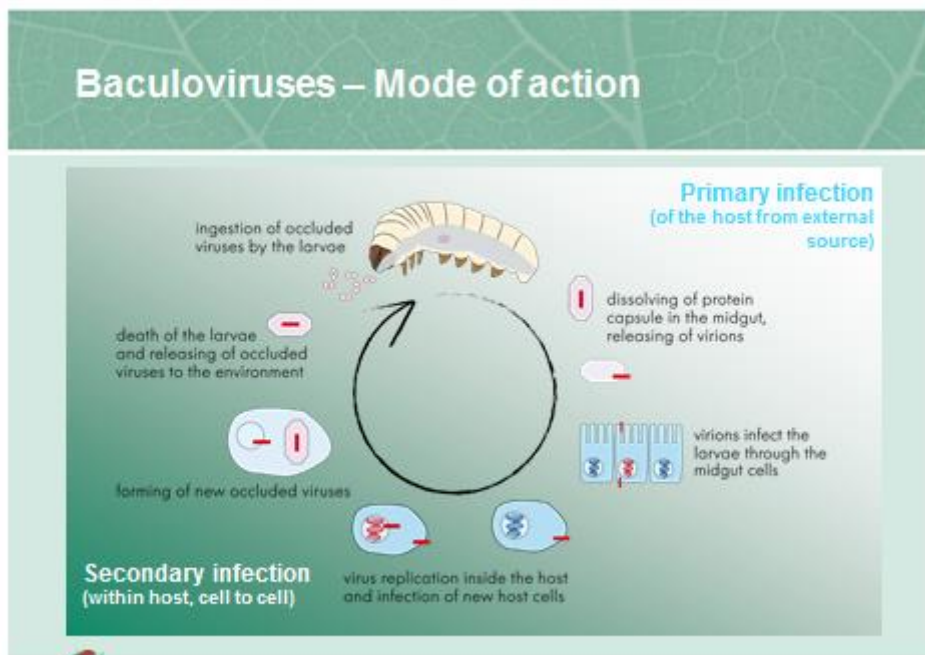 Baculoviruses – Mode of action
Primary infection
(of the host from external
source)
ingestion of occluded
viruses by the larvae
dissolving of protein
capsule in the midgut,
releasing of virions
death of the larvae
and releasing of occluded
viruses to the environment
virions infect the
larvae through the
midgut cells
forming of new occluded viruses
Secondary infection
(within host, cell to cell)
virus replication inside the host
and infection of new host cells